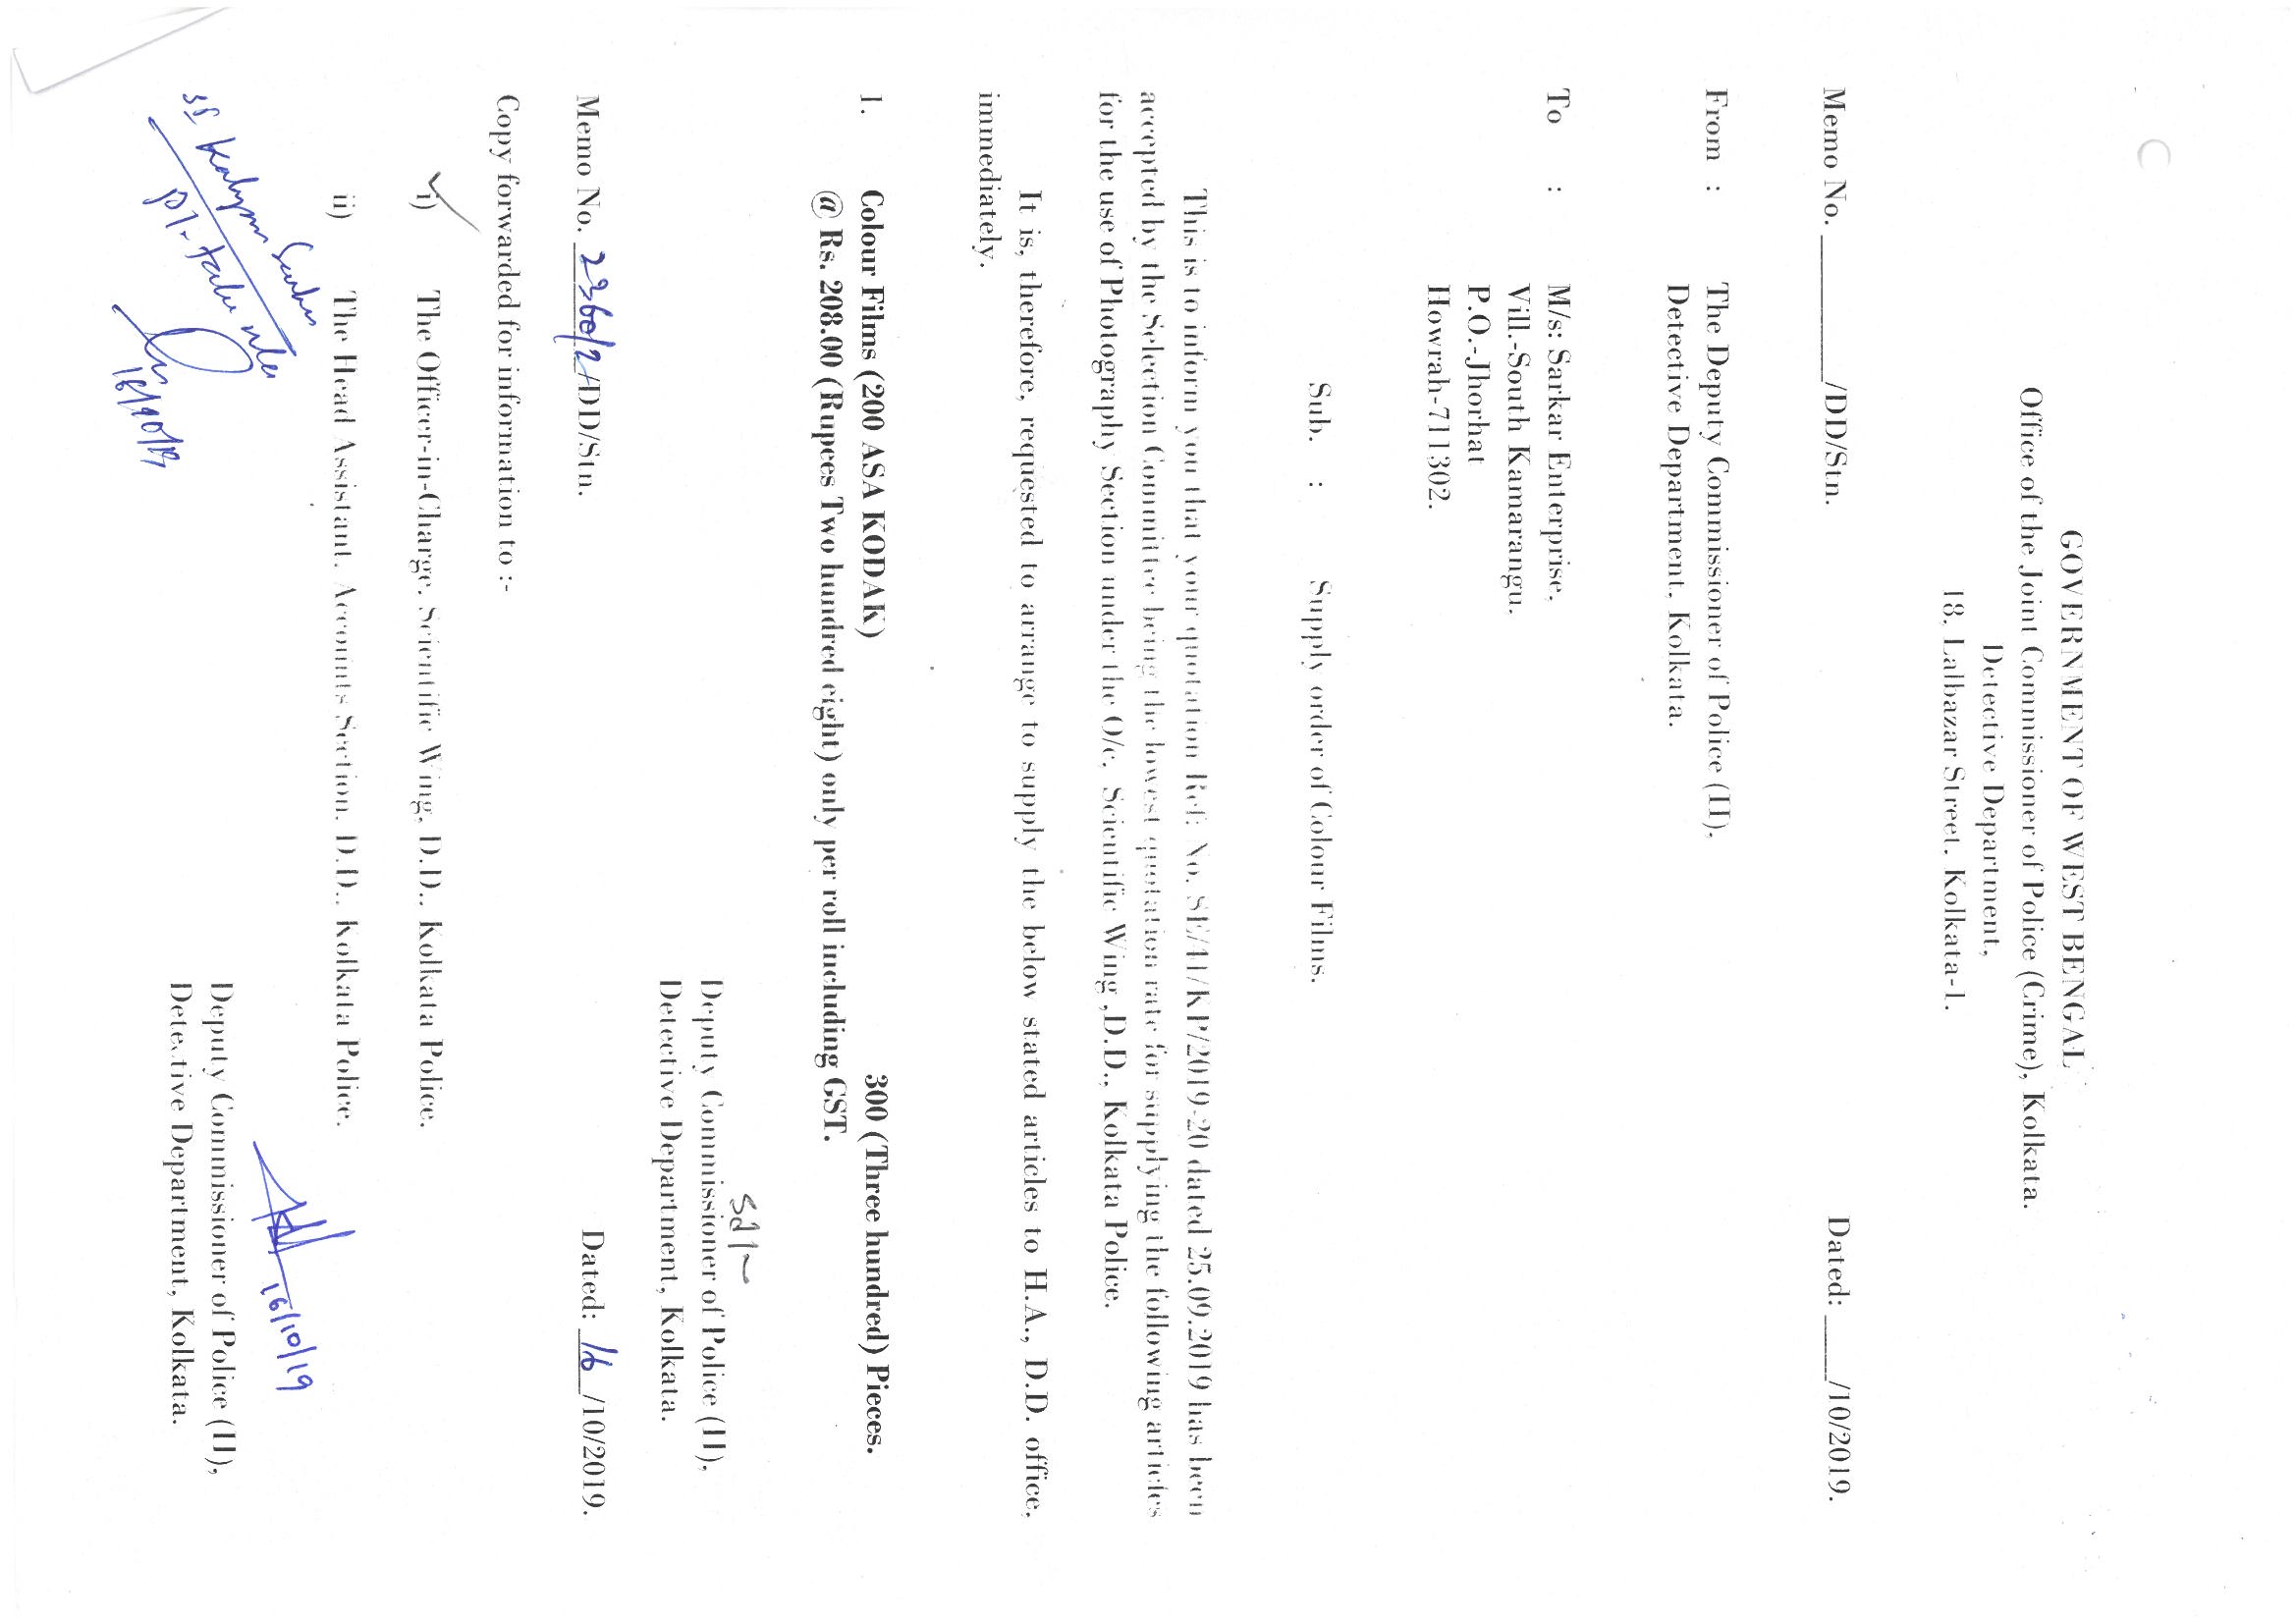 GOVERNMENT OF WEST BENGAL
Office of the Joint Commissioner of Police (Crime), Kolkata.
Detective Department,
18, Lalbazar Street, Kolkata-1.
Memo No. ________/DD/Stn. Dated: ____/10/2019.
From : The Deputy Commissioner of Police (II),
Detective Department, Kolkata.
To : M/s: Sarkar Enterprise,
Vill.-South Kamarangu,
P.O.-Jhorhat
Howrah-711302.
Sub. : Supply order of Colour Films.
This is to inform you that your quotation Ref: No. SE/41/KP/2019-20 dated 25.09.2019 has been
accepted by the Selection Committee being the lowest quotation rate for supplying the following articles
for the use of Photography Section under the O/c, Scientific Wing ,D.D., Kolkata Police.
It is, therefore, requested to arrange to supply the below stated articles to H.A., D.D. office,
immediately.
1. Colour Films (200 ASA KODAK) 300 (Three hundred) Pieces.
@ Rs. 208.00 (Rupees Two hundred eight) only per roll including GST.
Sd/-
Deputy Commissioner of Police (II),
Detective Department, Kolkata.
Memo No. 2360/2/DD/Stn. Dated: 16/10/2019.
Copy forwarded for information to :-
i) The Officer-in-Charge, Scientific Wing, D.D., Kolkata Police.
ii) The Head Assistant, Accounts Section, D.D., Kolkata Police.
16/10/19
Deputy Commissioner of Police (II),
Detective Department, Kolkata.
Pl. take
16/10/19